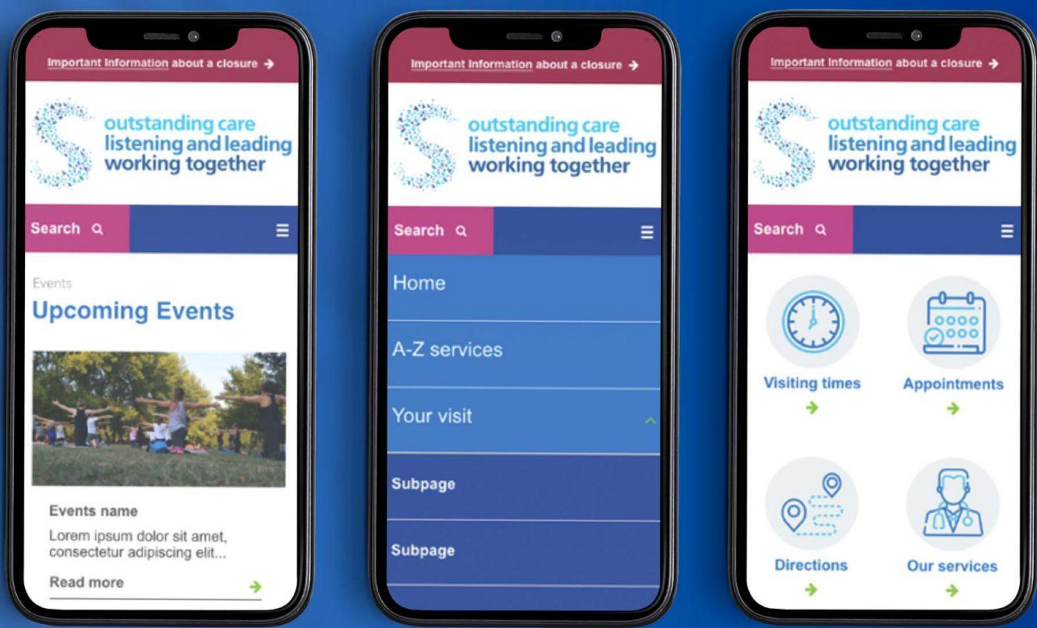 Important Information about a closure →
outstanding care
listening and leading
working together
Search
Events
Upcoming Events
Events name
Lorem ipsum dolor sit amet,
consectetur adipiscing elit...
Read more →
Important Information about a closure →
outstanding care
listening and leading
working together
Search
Home
A-Z services
Your visit
Subpage
Subpage
Important Information about a closure →
outstanding care
listening and leading
working together
Search
Visiting times
→
Appointments
→
Directions
→
Our services
→